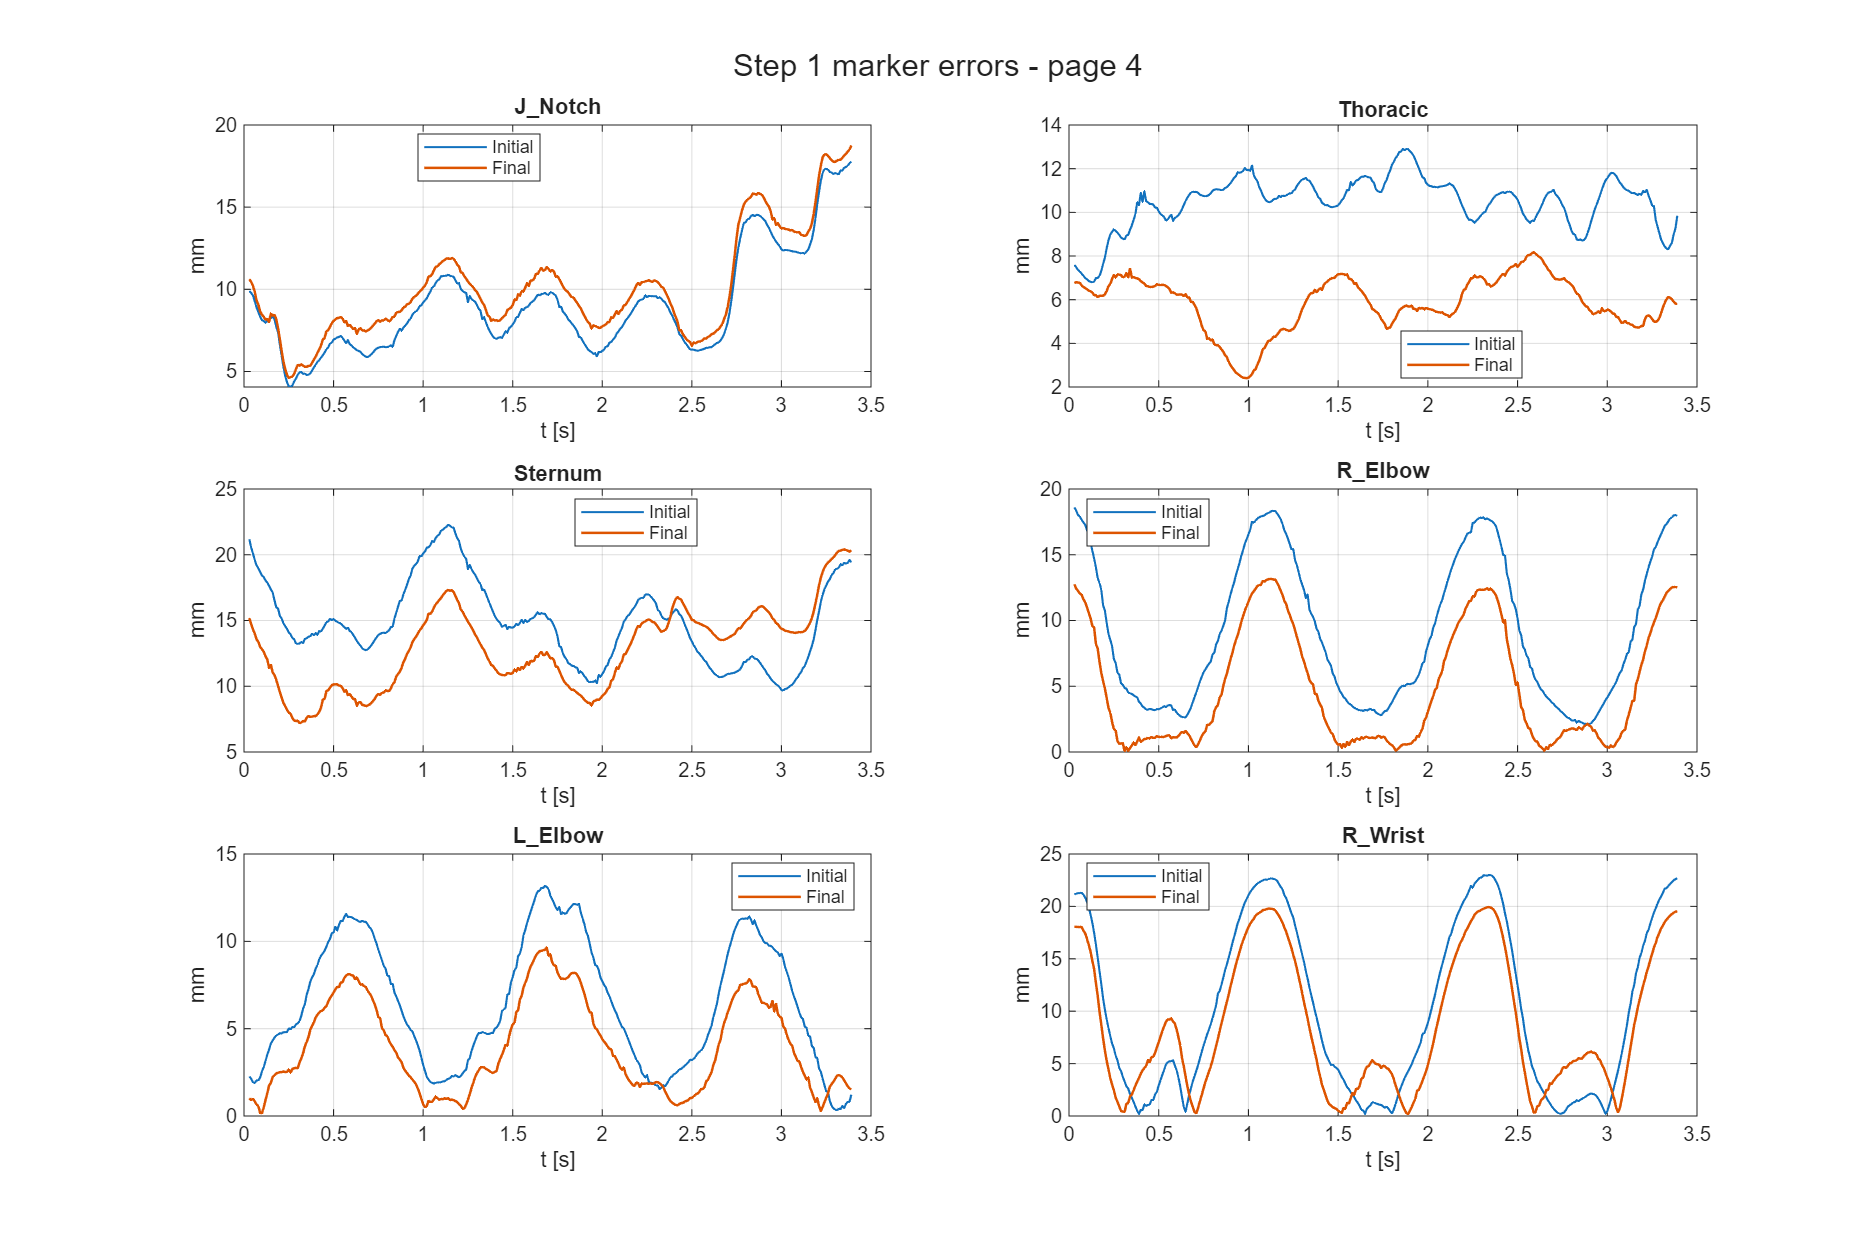 Step 1 marker errors - page 4
J_Notch
20
15
10
5
mm
0 0.5 1 1.5 2 2.5 3 3.5
t [s]
Initial
Final
Thoracic
14
12
10
8
6
4
2
mm
0 0.5 1 1.5 2 2.5 3 3.5
t [s]
Initial
Final
Sternum
25
20
15
10
5
mm
0 0.5 1 1.5 2 2.5 3 3.5
t [s]
Initial
Final
R_Elbow
20
15
10
5
0
mm
0 0.5 1 1.5 2 2.5 3 3.5
t [s]
Initial
Final
L_Elbow
15
10
5
0
mm
0 0.5 1 1.5 2 2.5 3 3.5
t [s]
Initial
Final
R_Wrist
25
20
15
10
5
0
mm
0 0.5 1 1.5 2 2.5 3 3.5
t [s]
Initial
Final